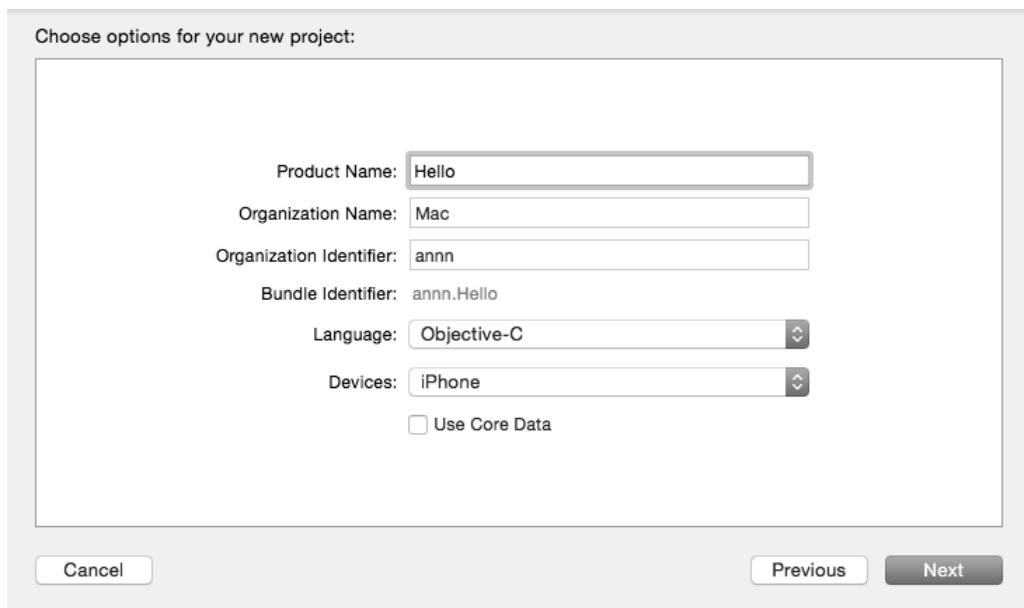 Choose options for your new project:
Product Name: Hello
Organization Name: Mac
Organization Identifier: annn
Bundle Identifier: annn.Hello
Language: Objective-C
Devices: iPhone
Use Core Data
Cancel Previous Next